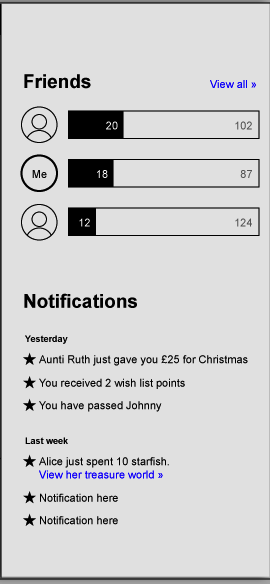 Friends
View all »
20 102
Me 18 87
12 124
Notifications
Yesterday
Aunti Ruth just gave you £25 for Christmas
You received 2 wish list points
You have passed Johnny
Last week
Alice just spent 10 starfish.
View her treasure world »
Notification here
Notification here